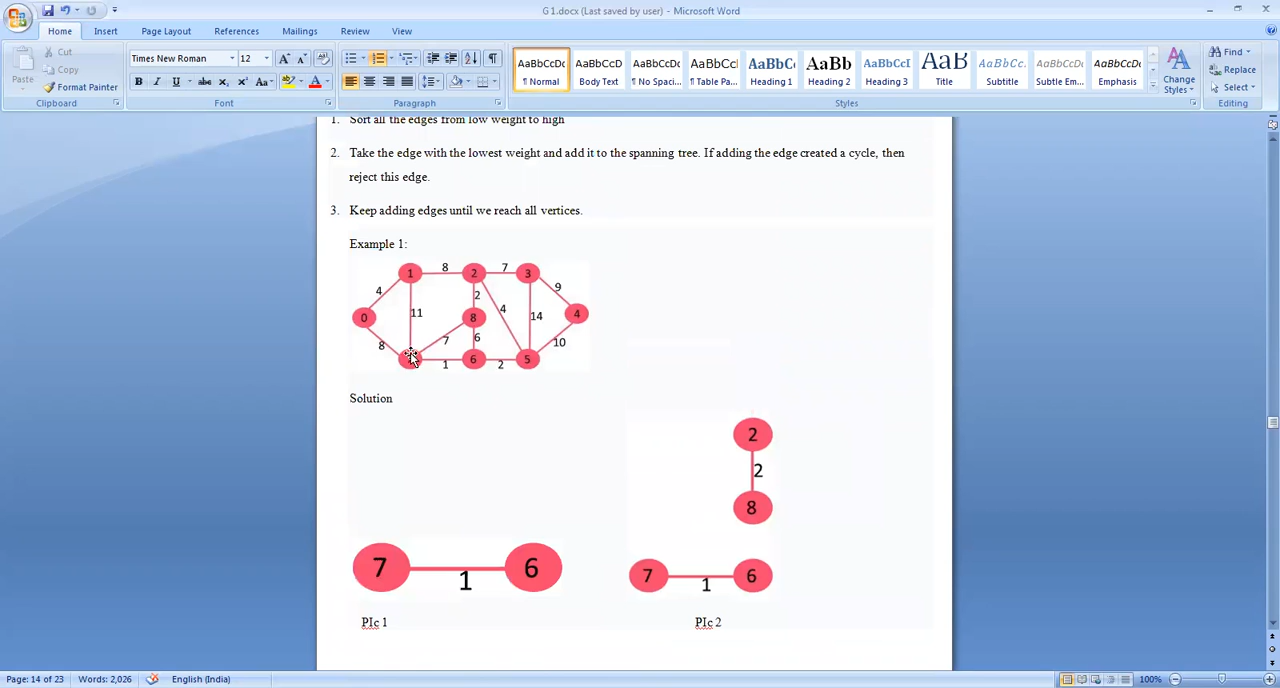 G 1.docx (Last saved by user) - Microsoft Word
Home Insert Page Layout References Mailings Review View
Paste
Cut
Copy
Format Painter
Clipboard
Times New Roman 12
Font
Paragraph
AaBbCcDc AaBbCcDc AaBbCcDc AaBbCcI AaBbCc AaBb AaBbCcI AaB AaBbCc. AaBbCcDc AaBbCcDc
¶ Normal Body Text ¶ No Spaci... ¶ Table Pa... Heading 1 Heading 2 Heading 3 Title Subtitle Subtle Em... Emphasis
Styles
Change Styles
Find
Replace
Select
Editing
1. Sort all the edges from low weight to high
2. Take the edge with the lowest weight and add it to the spanning tree. If adding the edge created a cycle, then
reject this edge.
3. Keep adding edges until we reach all vertices.
Example 1:
1 8 2 7 3
4 11 2 4 14 9
0 8 4
8 7 6 10
1 6 2 5
Solution
2
2
8
7 1 6
7 1 6
PIc 1 PIc 2
Page: 14 of 23 Words: 2,026 English (India) 100%